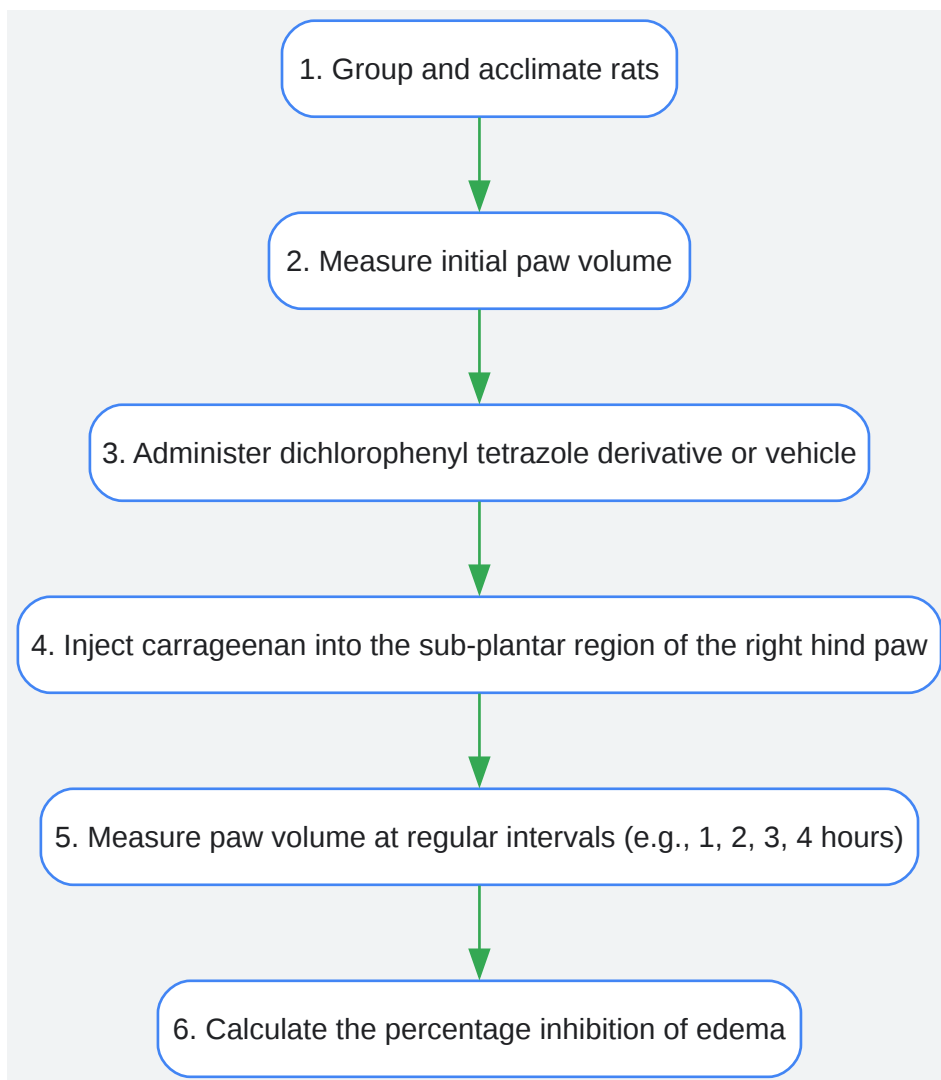 1. Group and acclimate rats
2. Measure initial paw volume
3. Administer dichlorophenyl tetrazole derivative or vehicle
4. Inject carrageenan into the sub-plantar region of the right hind paw
5. Measure paw volume at regular intervals (e.g., 1, 2, 3, 4 hours)
6. Calculate the percentage inhibition of edema